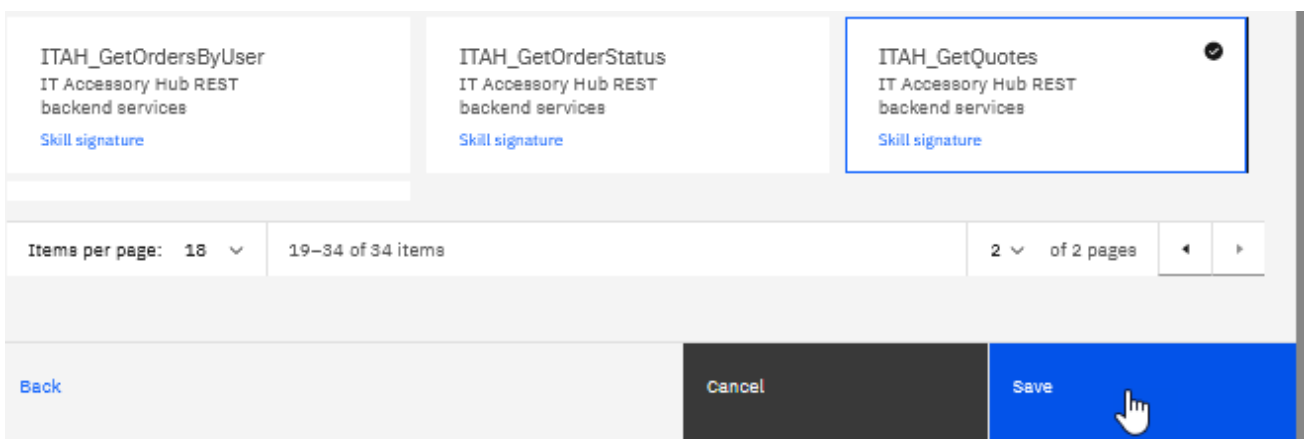 ITAH_GetOrdersByUser
IT Accessory Hub REST
backend services
Skill signature
ITAH_GetOrderStatus
IT Accessory Hub REST
backend services
Skill signature
ITAH_GetQuotes
IT Accessory Hub REST
backend services
Skill signature
Items per page: 18 19–34 of 34 items 2 of 2 pages
Back Cancel Save